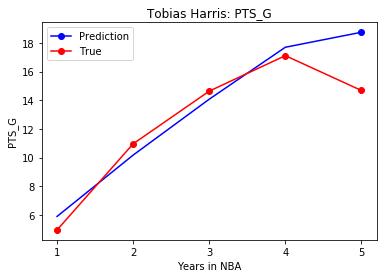 Tobias Harris: PTS_G
Prediction
True
18
16
14
12
10
8
6
PTS_G
1 2 3 4 5
Years in NBA